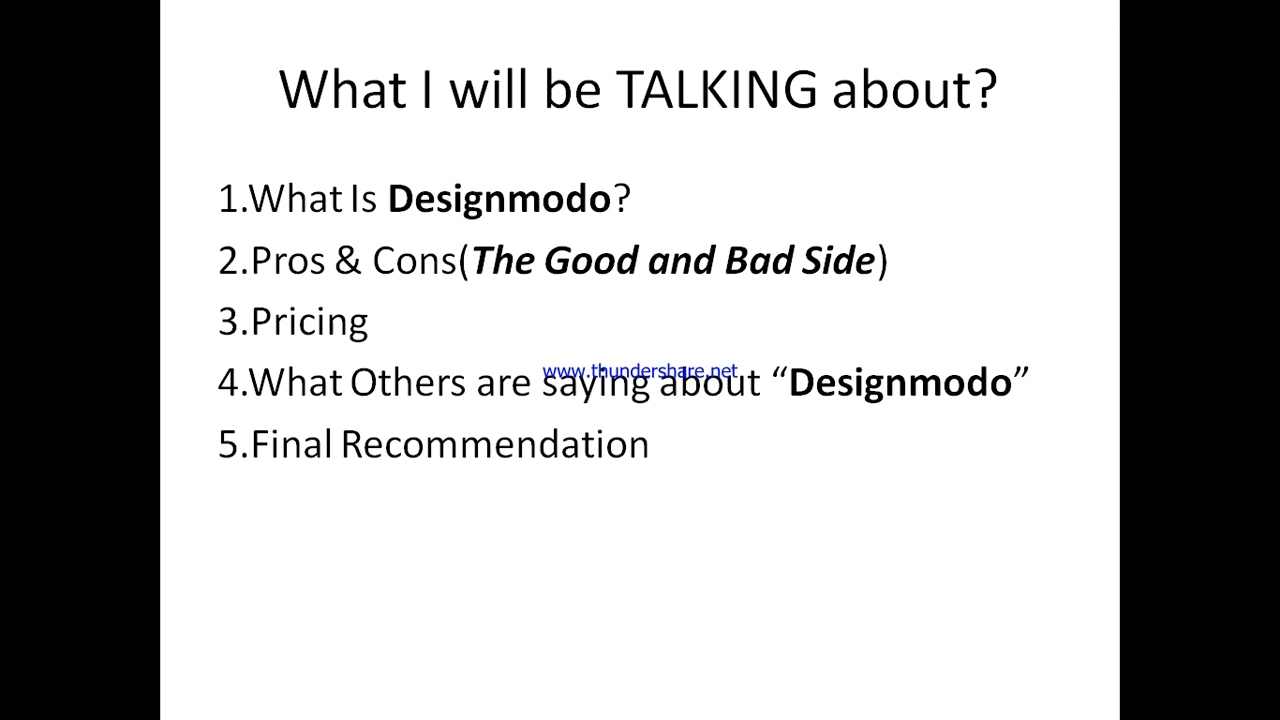 What I will be TALKING about?
1.What Is Designmodo?
2.Pros & Cons(The Good and Bad Side)
3.Pricing
www.thundershare.net
4.What Others are saying about “Designmodo”
5.Final Recommendation